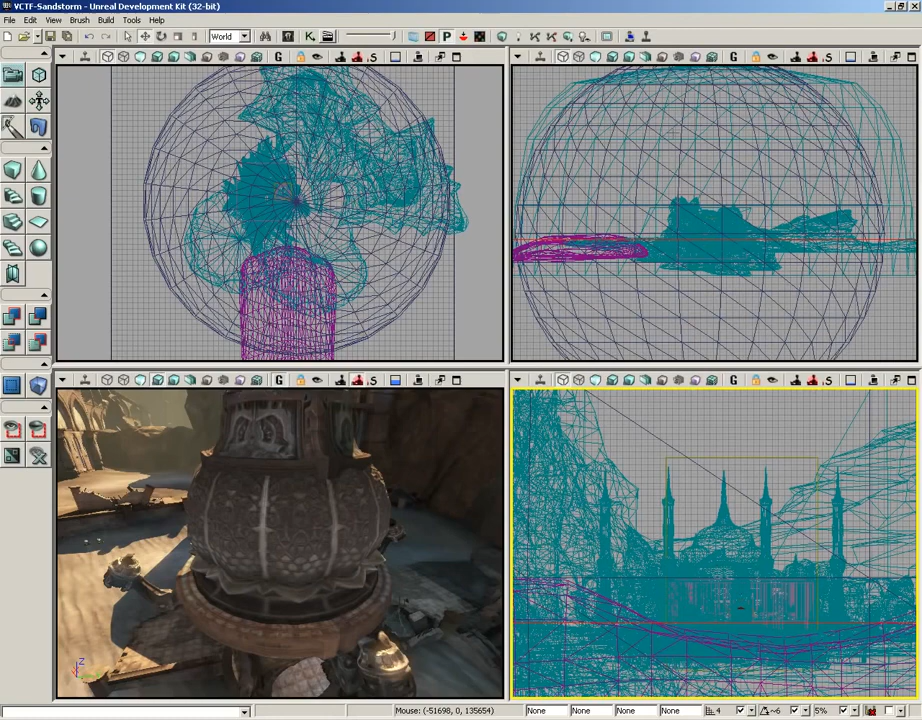 VCTF-Sandstorm - Unreal Development Kit (32-bit)
File Edit View Brush Build Tools Help
World
K
P
G
S
G
S
G
S
G
S
Z
Mouse: (-51698, 0, 135654)
None
None
None
None
4
~6
5%